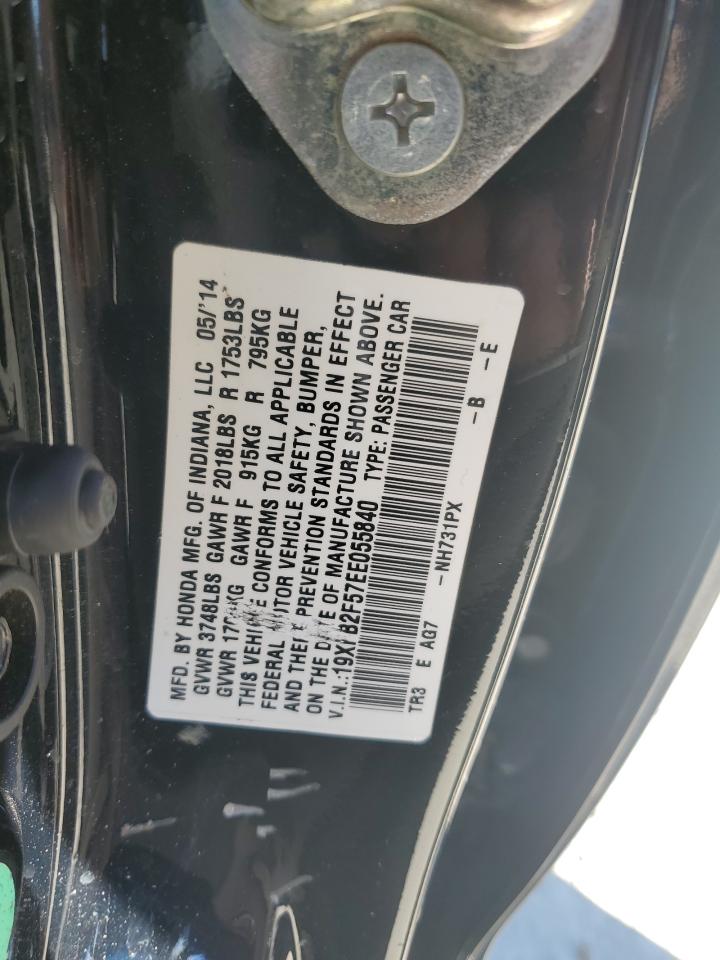 MFD. BY HONDA MFG. OF INDIANA, LLC 05/'14
GVWR 3748LBS GAWR F 2018LBS R 1753LBS
GVWR GAWR F 915KG R 795KG
THIS VEHICLE CONFORMS TO ALL APPLICABLE
FEDERAL MOTOR VEHICLE SAFETY, BUMPER,
AND THEFT PREVENTION STANDARDS IN EFFECT
ON THE DATE OF MANUFACTURE SHOWN ABOVE.
V.I.N.: B2F57EE055840 TYPE: PASSENGER CAR
TR3 E AG7 -NH731PX -B -E